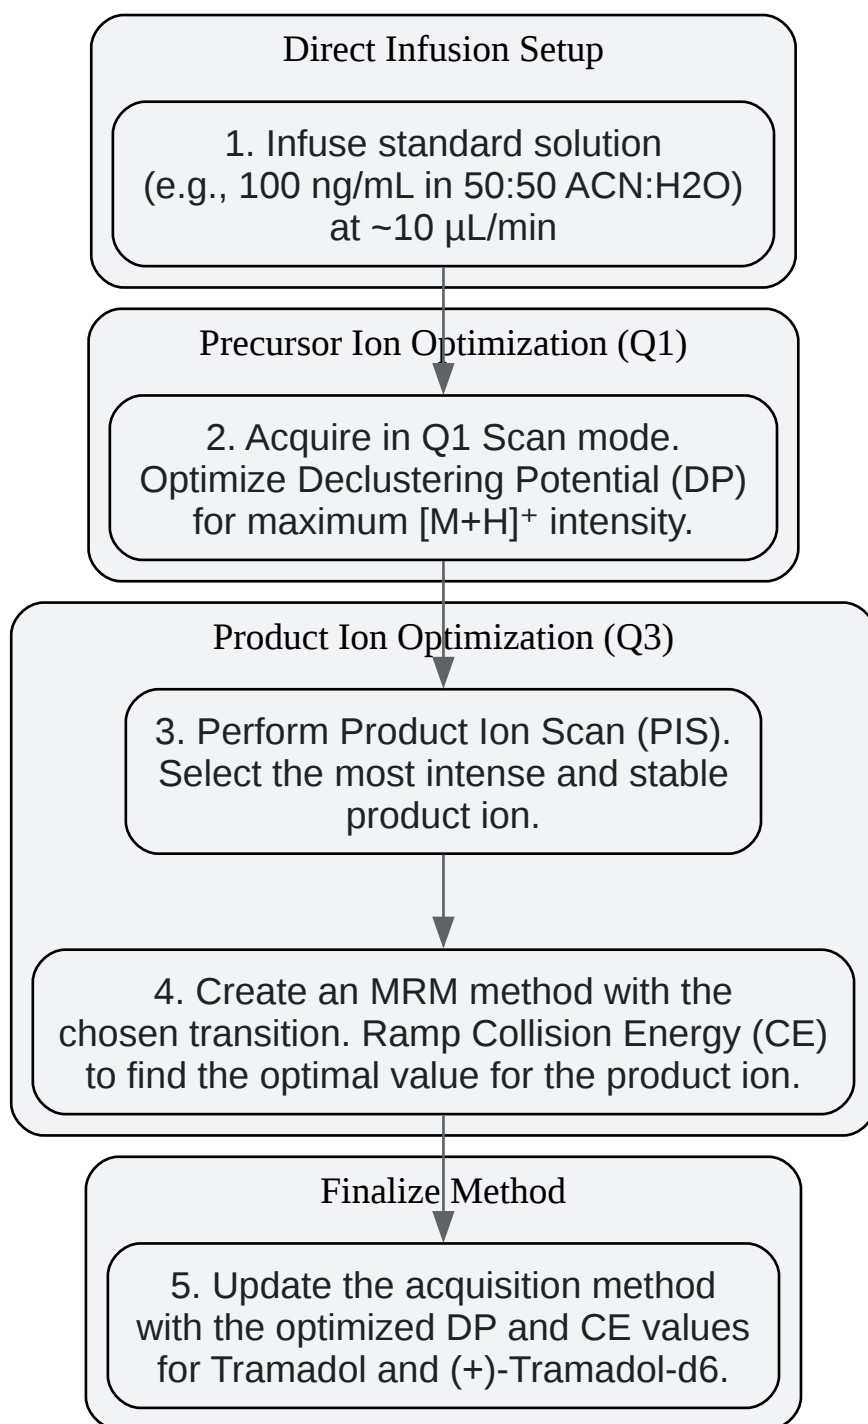 Direct Infusion Setup
1. Infuse standard solution
(e.g., 100 ng/mL in 50:50 ACN:H2O)
at ~10 µL/min
Precursor Ion Optimization (Q1)
2. Acquire in Q1 Scan mode.
Optimize Declustering Potential (DP)
for maximum [M+H]⁺ intensity.
Product Ion Optimization (Q3)
3. Perform Product Ion Scan (PIS).
Select the most intense and stable
product ion.
4. Create an MRM method with the
chosen transition. Ramp Collision Energy (CE)
to find the optimal value for the product ion.
Finalize Method
5. Update the acquisition method
with the optimized DP and CE values
for Tramadol and (+)-Tramadol-d6.